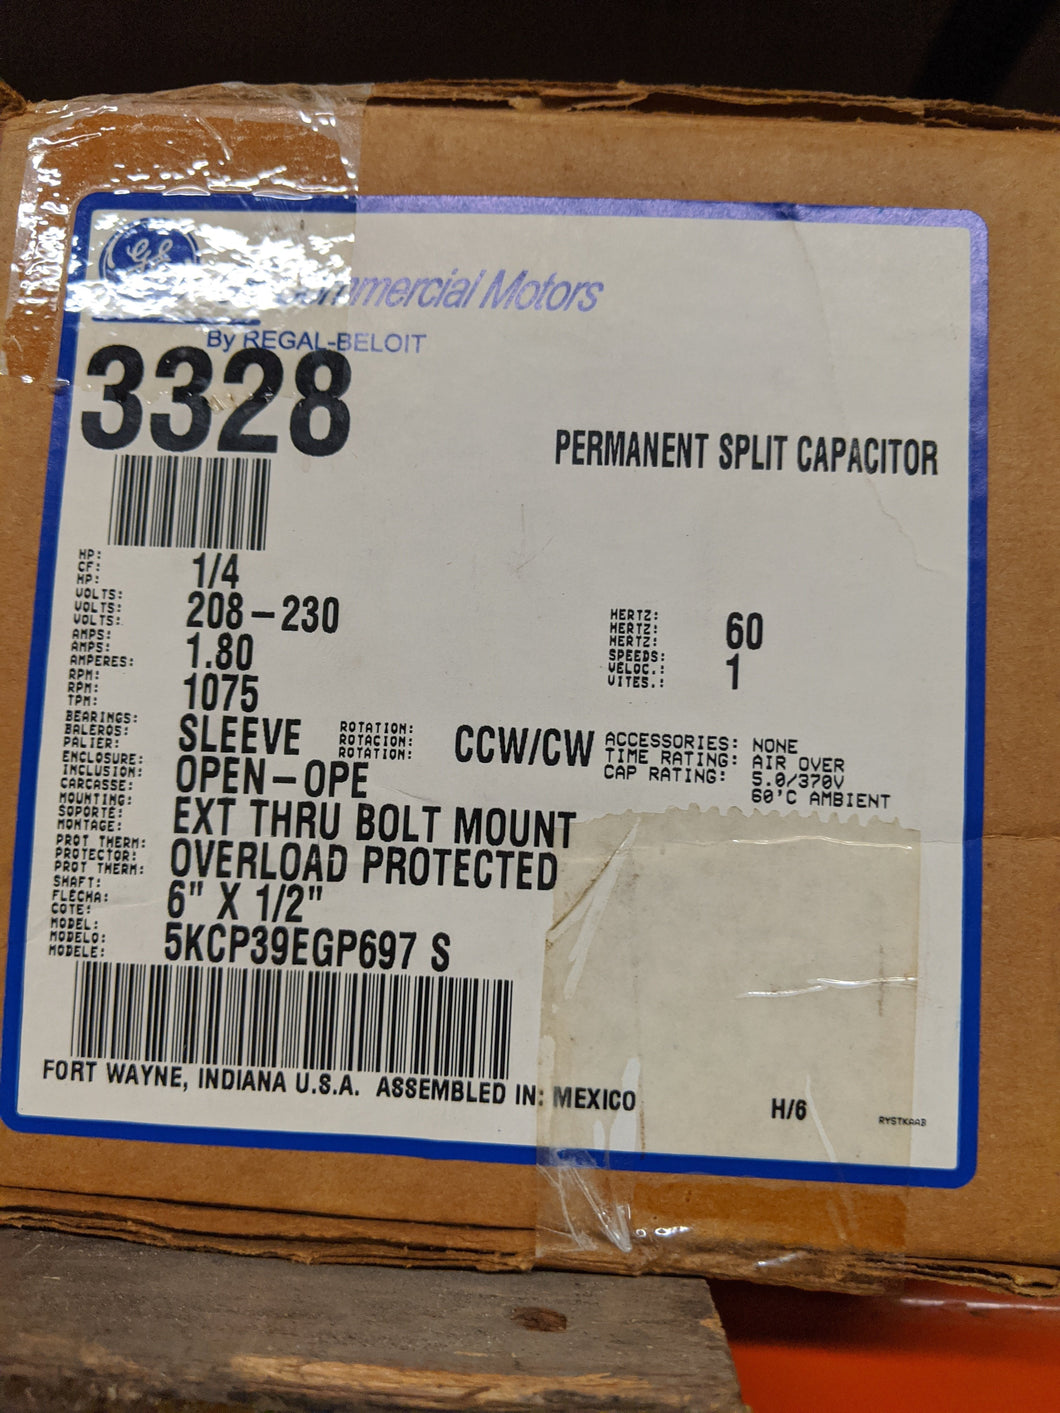 GE
Commercial Motors
By REGAL-BELOIT
3328
PERMANENT SPLIT CAPACITOR
HP:
CF:
HP:
1/4
VOLTS:
VOLTS:
VOLTS:
208-230
HERTZ:
HERTZ:
HERTZ:
60
AMPS:
AMPS:
AMPERES:
1.80
SPEEDS:
VELOC.:
VITES.:
1
RPM:
RPM:
TPM:
1075
BEARINGS:
BALEROS:
PALIER:
SLEEVE
ROTATION:
ROTACION:
ROTATION:
CCW/CW
ACCESSORIES: NONE
TIME RATING: AIR OVER
CAP RATING: 5.0/370V
60'C AMBIENT
ENCLOSURE:
INCLUSION:
CARCASSE:
OPEN-OPE
MOUNTING:
SOPORTE:
MONTAGE:
EXT THRU BOLT MOUNT
PROT THERM:
PROTECTOR:
PROT THERM:
OVERLOAD PROTECTED
SHAFT:
FLECHA:
COTE:
6" X 1/2"
MODEL:
MODELO:
MODELE:
5KCP39EGP697 S
FORT WAYNE, INDIANA U.S.A. ASSEMBLED IN: MEXICO
H/6